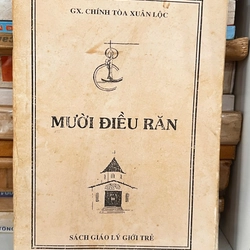 GX. CHÍNH TÒA XUÂN LỘC
MƯỜI ĐIỀU RĂN
SÁCH GIÁO LÝ GIỚI TRẺ